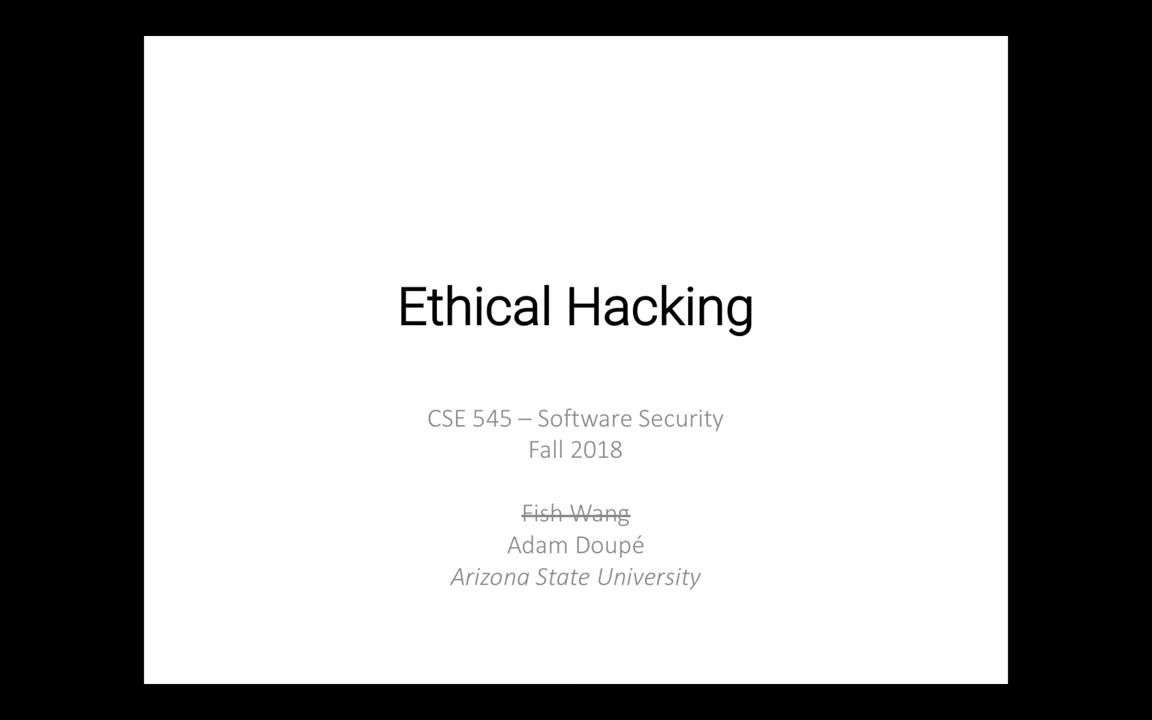 Ethical Hacking
CSE 545 – Software Security
Fall 2018
Fish Wang
Adam Doupé
Arizona State University